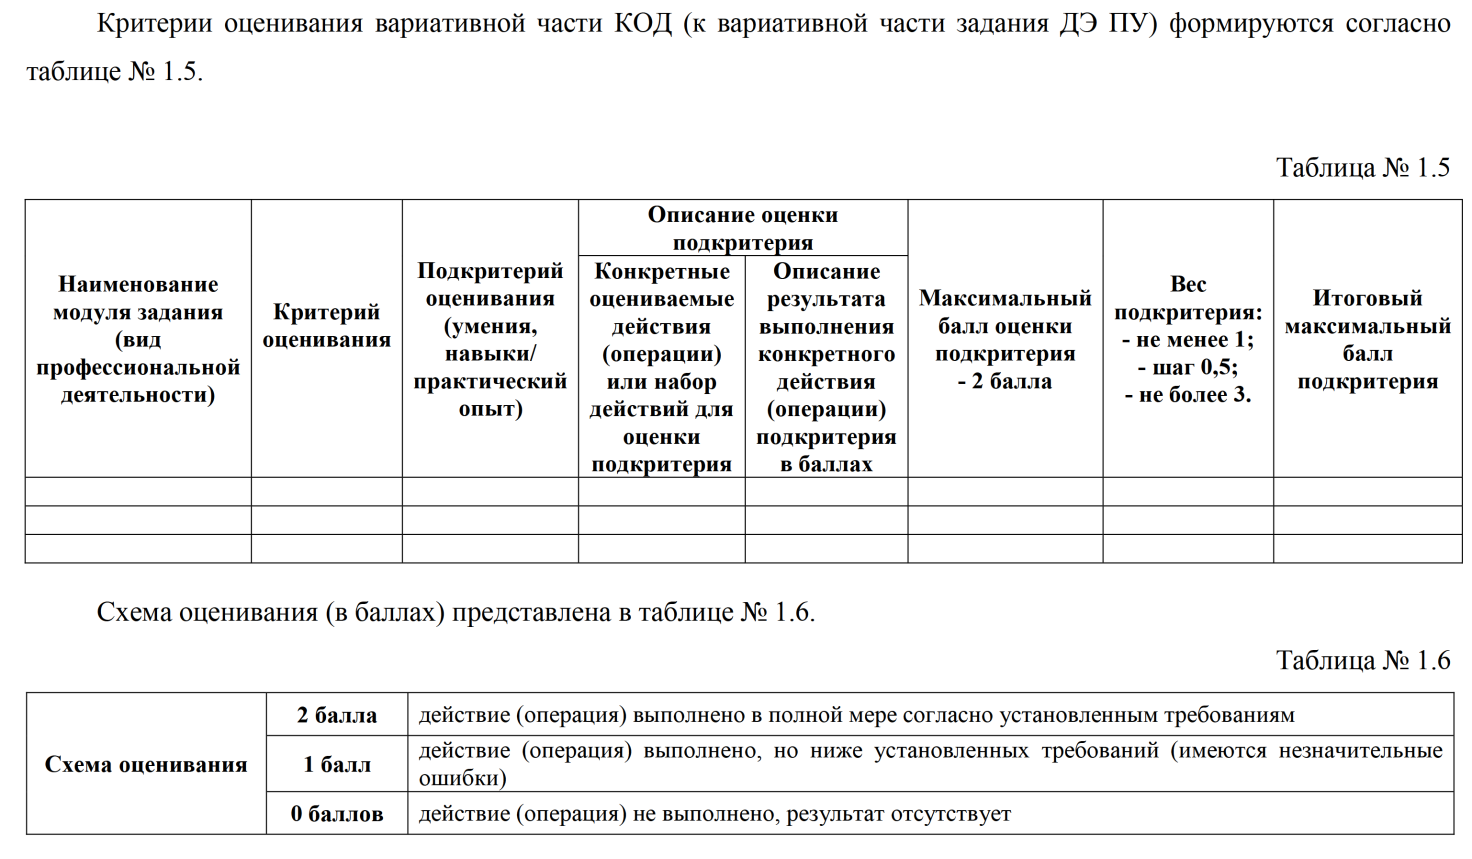 Критерии оценивания вариативной части КОД (к вариативной части задания ДЭ ПУ) формируются согласно
таблице № 1.5.
Таблица № 1.5
Наименование
модуля задания
(вид
профессиональной
деятельности)
Критерий
оценивания
Подкритерий
оценивания
(умения,
навыки/
практический
опыт)
Описание оценки
подкритерия
Конкретные
оцениваемые
действия
(операции)
или набор
действий для
оценки
подкритерия
Описание
результата
выполнения
конкретного
действия
(операции)
подкритерия
в баллах
Максимальный
балл оценки
подкритерия
- 2 балла
Вес
подкритерия:
- не менее 1;
- шаг 0,5;
- не более 3.
Итоговый
максимальный
балл
подкритерия
Схема оценивания (в баллах) представлена в таблице № 1.6.
Таблица № 1.6
Схема оценивания
2 балла
действие (операция) выполнено в полной мере согласно установленным требованиям
1 балл
действие (операция) выполнено, но ниже установленных требований (имеются незначительные
ошибки)
0 баллов
действие (операция) не выполнено, результат отсутствует